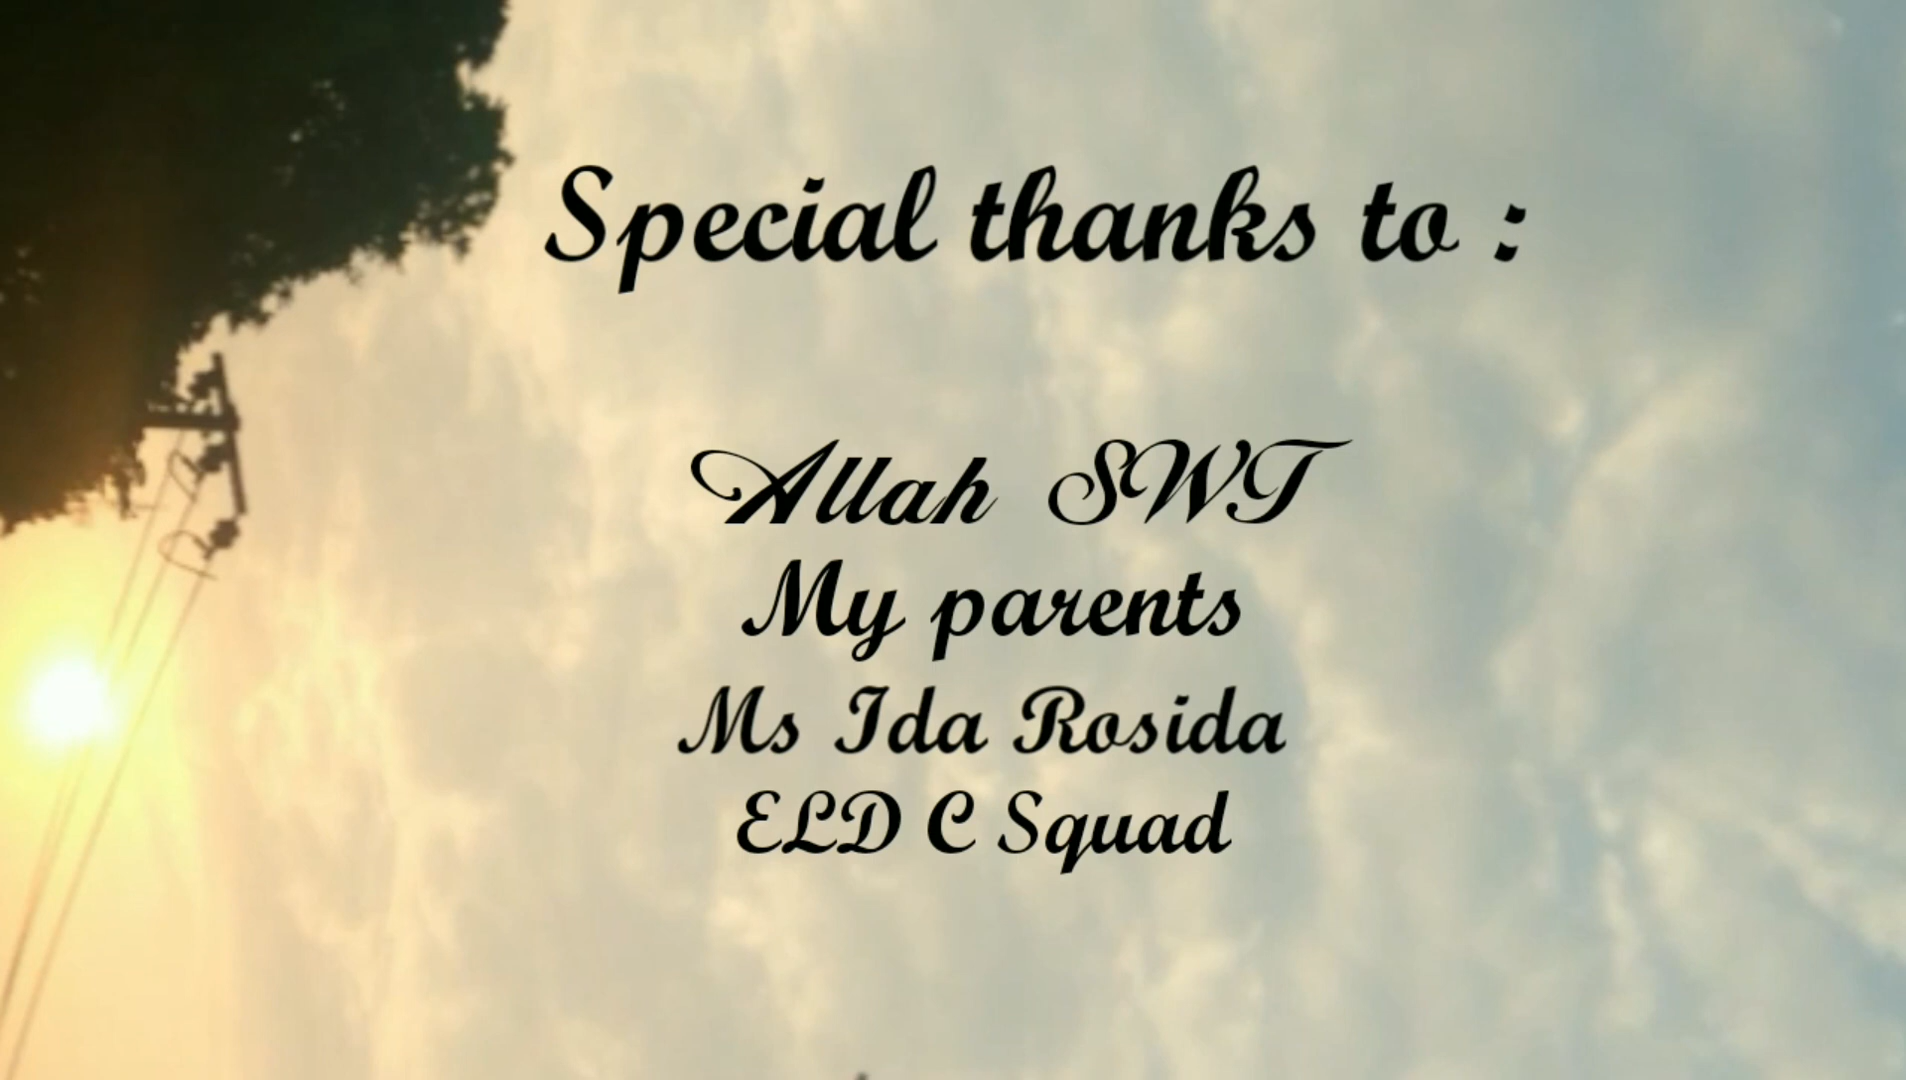 Special thanks to :
Allah SWT
My parents
Ms Ida Rosida
ELD C Squad